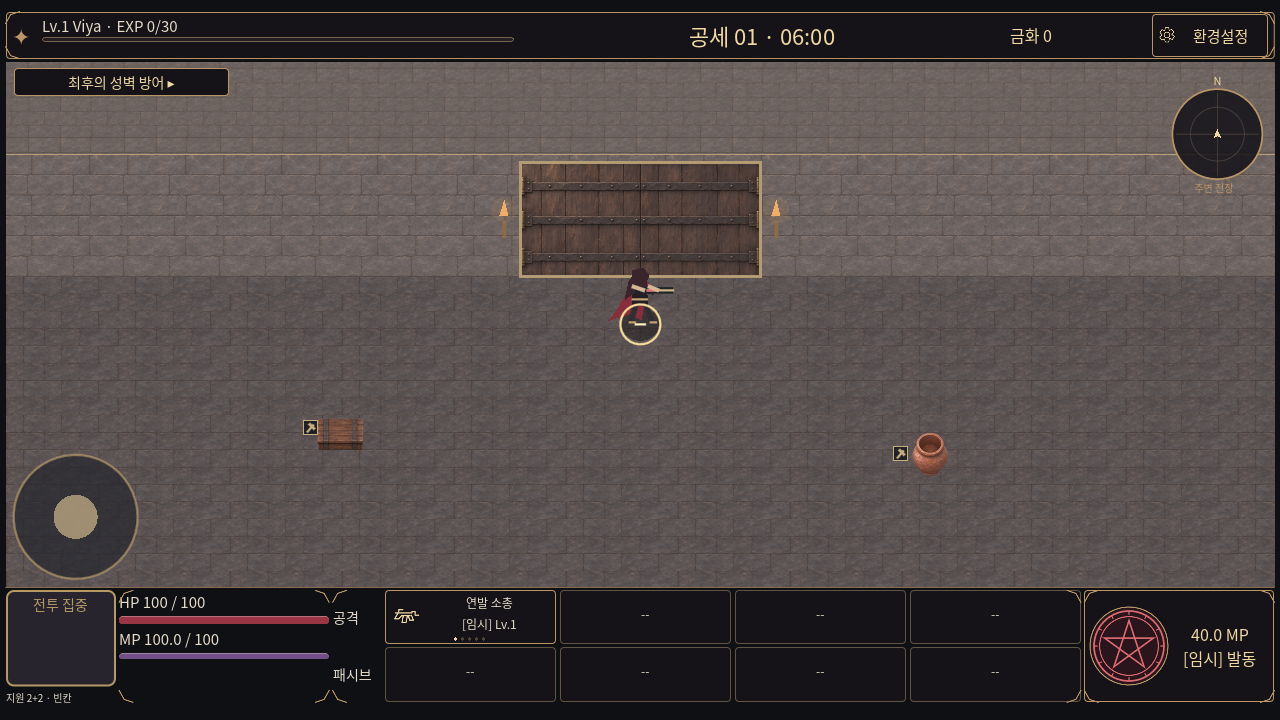 Lv.1 Viya · EXP 0/30
공세 01 · 06:00
금화 0
환경설정
최후의 성벽 방어 ▸
N
주변 전장
전투 집중
HP 100 / 100
MP 100.0 / 100
지원 2+2 · 빈칸
공격
패시브
연발 소총
[임시] Lv.1
--
--
--
--
--
--
--
40.0 MP
[임시] 발동